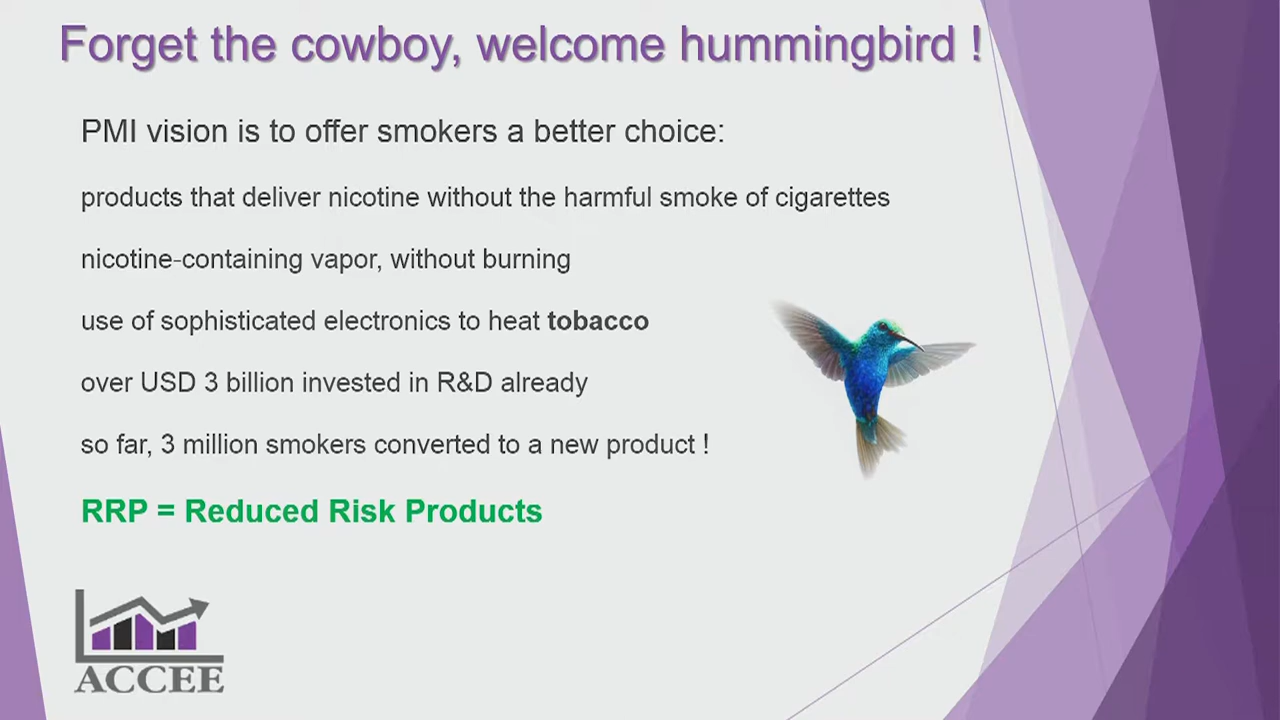 Forget the cowboy, welcome hummingbird !
PMI vision is to offer smokers a better choice:
products that deliver nicotine without the harmful smoke of cigarettes
nicotine-containing vapor, without burning
use of sophisticated electronics to heat tobacco
over USD 3 billion invested in R&D already
so far, 3 million smokers converted to a new product !
RRP = Reduced Risk Products
ACCEE